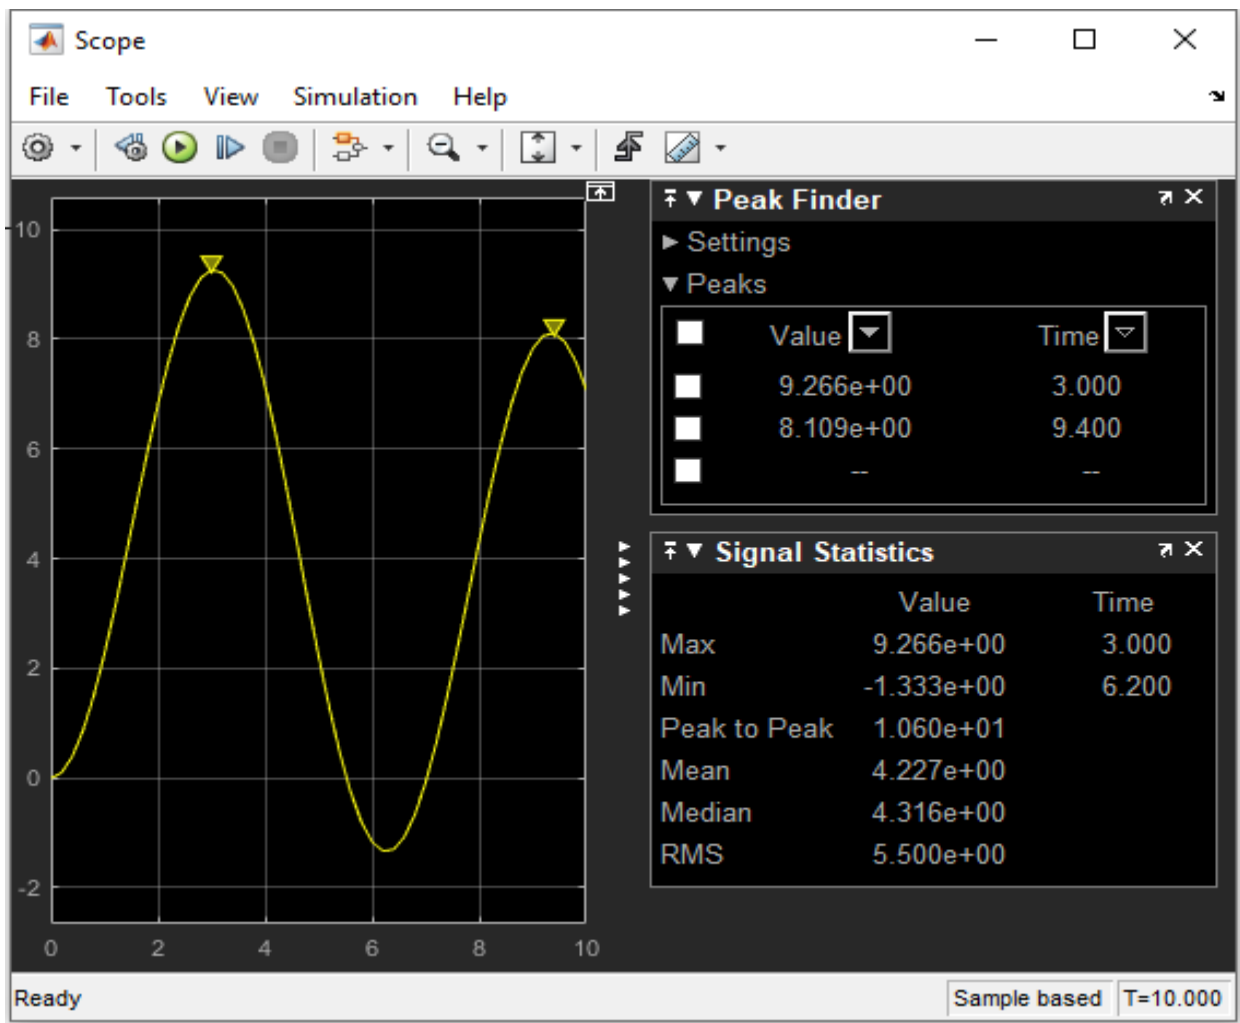 Scope
File Tools View Simulation Help
10
8
6
4
2
0
-2
0 2 4 6 8 10
Peak Finder
Settings
Peaks
Value Time
9.266e+00 3.000
8.109e+00 9.400
-- --
Signal Statistics
Value Time
Max 9.266e+00 3.000
Min -1.333e+00 6.200
Peak to Peak 1.060e+01
Mean 4.227e+00
Median 4.316e+00
RMS 5.500e+00
Ready Sample based T=10.000